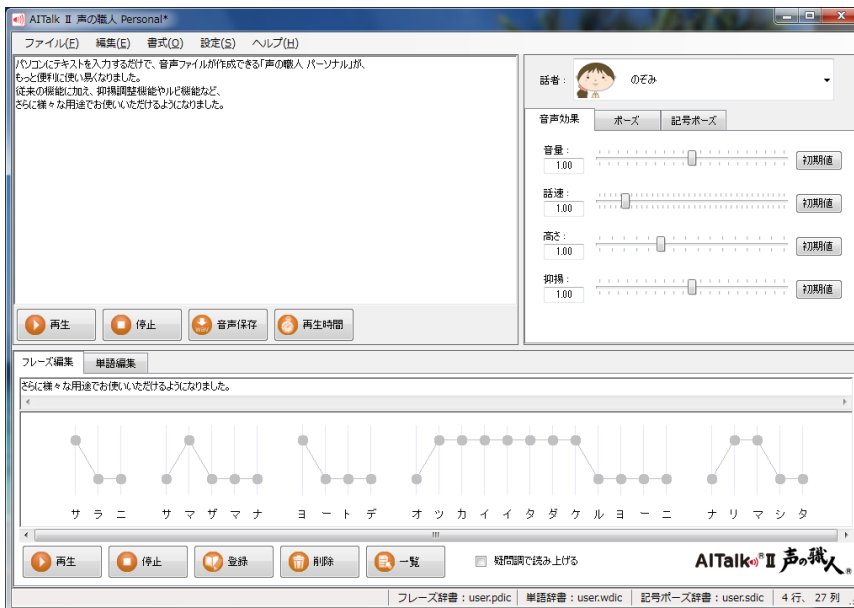 AITalk II 声の職人 Personal*
ファイル(F) 編集(E) 書式(O) 設定(S) ヘルプ(H)
パソコンにテキストを入力するだけで、音声ファイルが作成できる「声の職人 パーソナル」が、
もっと便利に使い易くなりました。
従来の機能に加え、抑揚調整機能やルビ機能など、
さらに様々な用途でお使いいただけるようになりました。
再生 停止 音声保存 再生時間
話者: のぞみ
音声効果 ポーズ 記号ポーズ
音量:
1.00 初期値
話速:
1.00 初期値
高さ:
1.00 初期値
抑揚:
1.00 初期値
フレーズ編集 単語編集
さらに様々な用途でお使いいただけるようになりました。
サ ラ ニ サ マ ザ マ ナ ヨ ー ト デ オ ツ カ イ イ タ ダ ケ ル ヨ ー ニ ナ リ マ シ タ
再生 停止 登録 削除 一覧 疑問調で読み上げる AITalk®II 声の職人®
フレーズ辞書:user.pdic 単語辞書:user.wdic 記号ポーズ辞書:user.sdic 4 行、 27 列